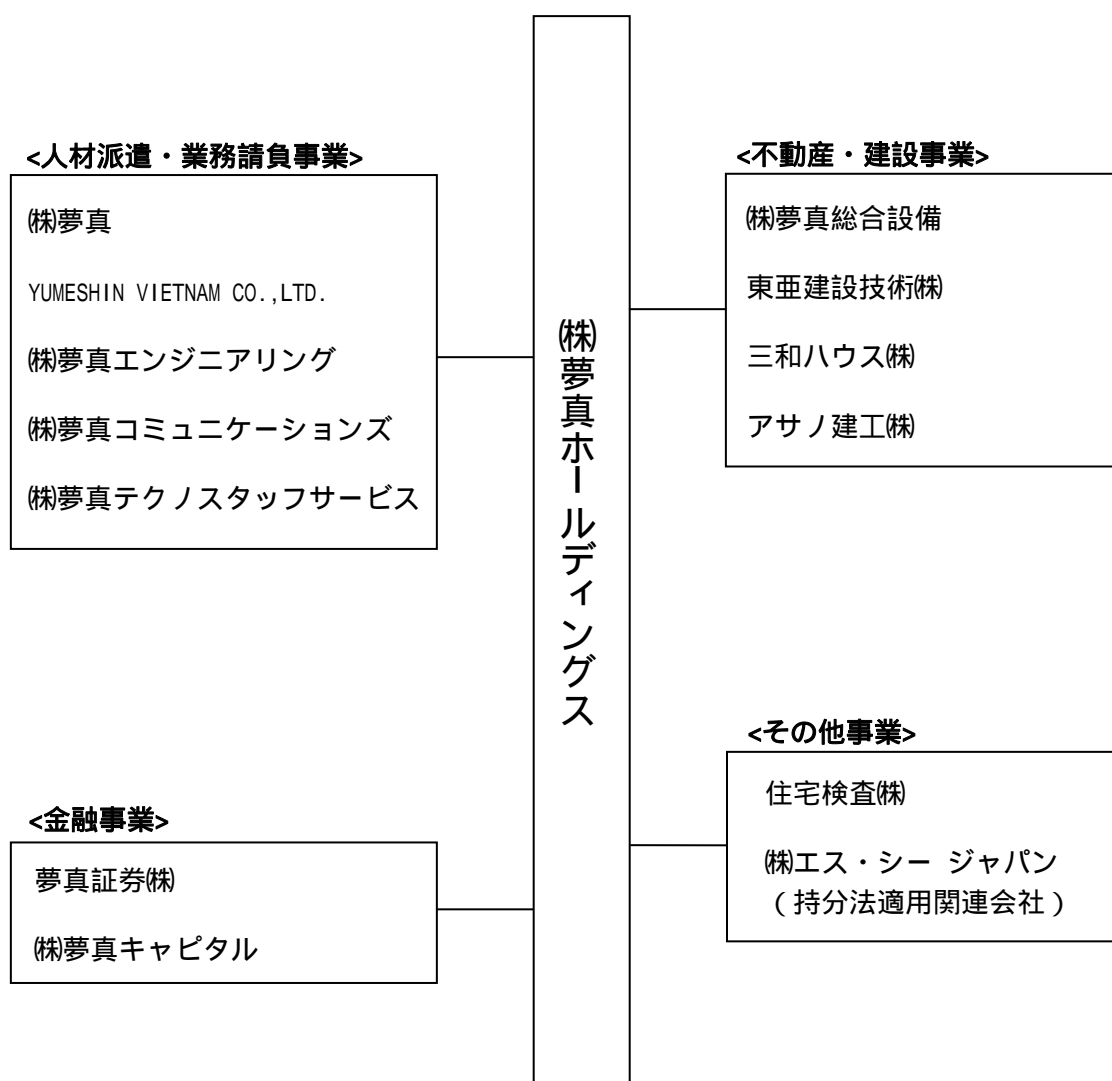 <人材派遣・業務請負事業>
㈱夢真
YUMESHIN VIETNAM CO.,LTD.
㈱夢真エンジニアリング
㈱夢真コミュニケーションズ
㈱夢真テクノスタッフサービス
<金融事業>
夢真証券㈱
㈱夢真キャピタル
㈱夢真ホールディングス
<不動産・建設事業>
㈱夢真総合設備
東亜建設技術㈱
三和ハウス㈱
アサノ建工㈱
<その他事業>
住宅検査㈱
㈱エス・シー ジャパン
（持分法適用関連会社）